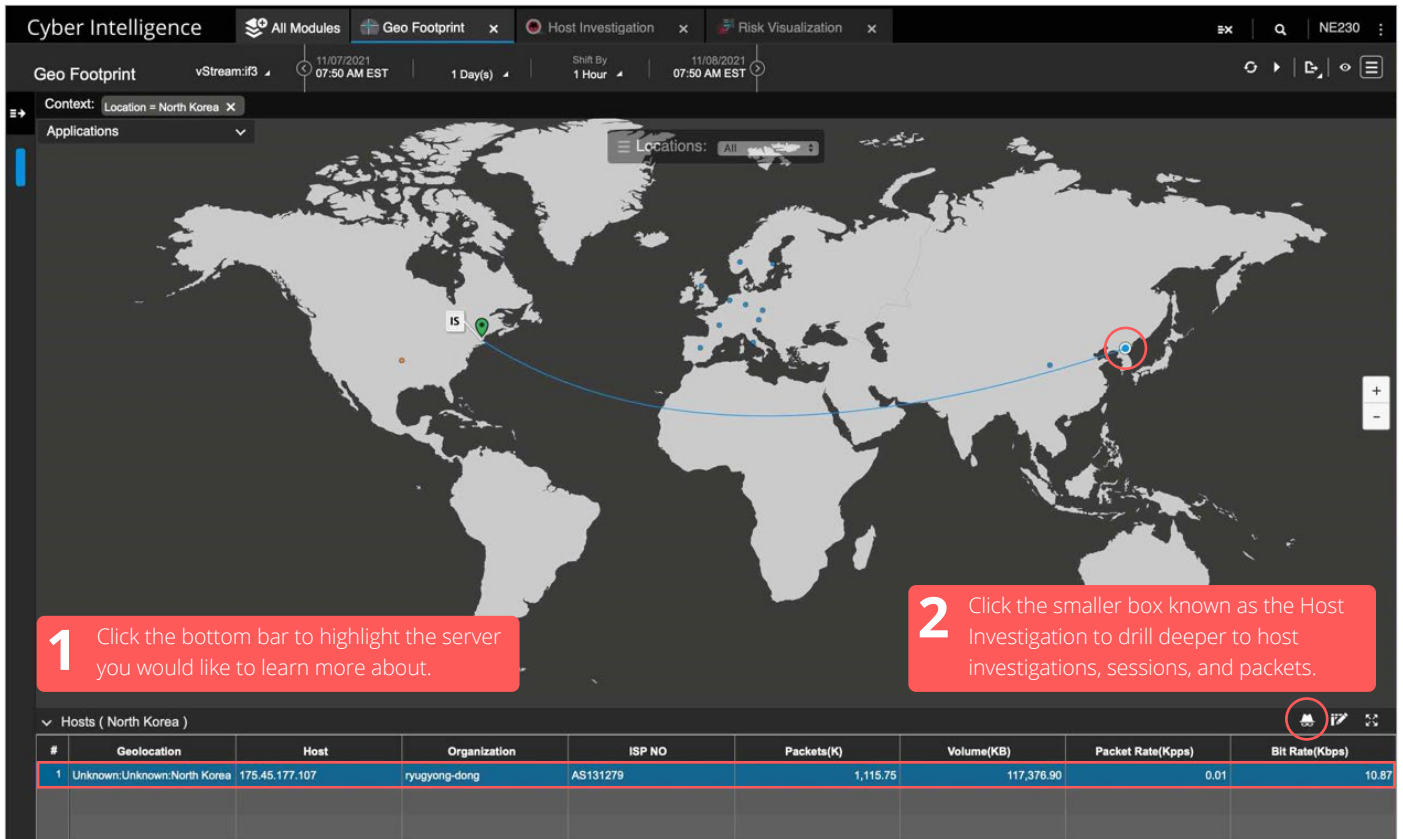 Cyber Intelligence All Modules Geo Footprint × Host Investigation × Risk Visualization × NE230
Geo Footprint vStream:if3 11/07/2021 07:50 AM EST 1 Day(s) Shift By 1 Hour 11/08/2021 07:50 AM EST
Context: Location = North Korea ×
Applications
Locations: All
IS
+
-
1 Click the bottom bar to highlight the server
you would like to learn more about.
2 Click the smaller box known as the Host
Investigation to drill deeper to host
investigations, sessions, and packets.
Hosts ( North Korea )
# Geolocation Host Organization ISP NO Packets(K) Volume(KB) Packet Rate(Kpps) Bit Rate(Kbps)
1 Unknown:Unknown:North Korea 175.45.177.107 ryugyong-dong AS131279 1,115.75 117,376.90 0.01 10.87